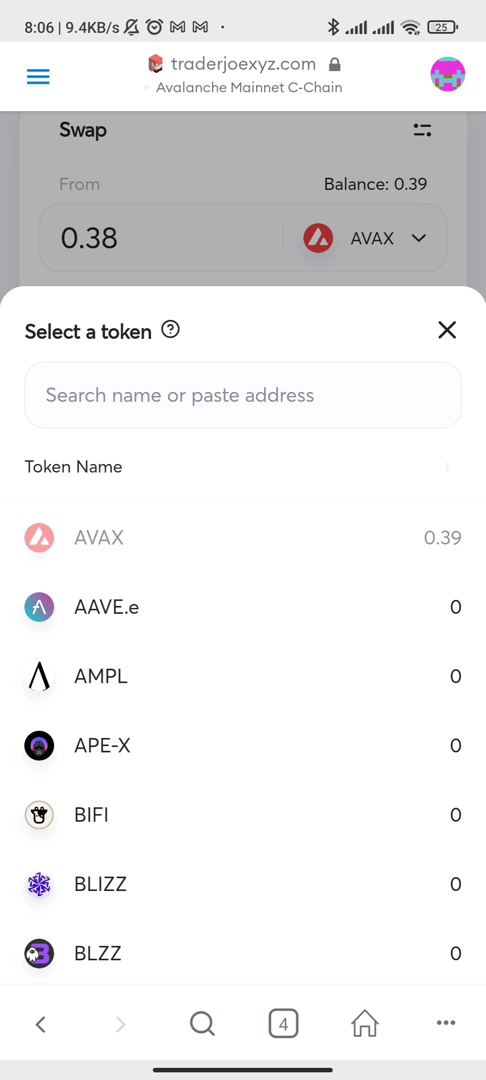 8:06 | 9.4KB/s
25
traderjoexyz.com
Avalanche Mainnet C-Chain
Swap
From
Balance: 0.39
0.38
AVAX
Select a token
Search name or paste address
Token Name
AVAX 0.39
AAVE.e 0
AMPL 0
APE-X 0
BIFI 0
BLIZZ 0
BLZZ 0
4